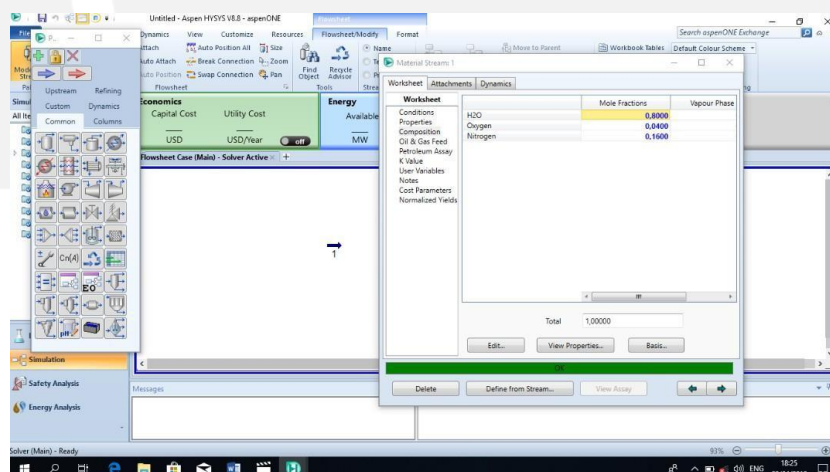 Untitled - Aspen HYSYS V8.8 - aspenONE
Dynamics View Customize Resources Flowsheet/Modify Format
Search aspenONE Exchange
Auto Position All Size
Break Connection Zoom
Swap Connection Pan
Find Object
Recycle Advisor
Name
Move to Parent
Workbook Tables
Default Colour Scheme
Flowsheet
Tools
Upstream Refining
Custom Dynamics
Common Columns
Cn(A)
EO
pH
Economics
Capital Cost Utility Cost
USD USD/Year off
Energy
Available
MW
Flowsheet Case (Main) - Solver Active
1
Material Stream: 1
Worksheet Attachments Dynamics
Worksheet
Conditions
Properties
Composition
Oil & Gas Feed
Petroleum Assay
K Value
User Variables
Notes
Cost Parameters
Normalized Yields
Mole Fractions Vapour Phase
H2O 0,8000
Oxygen 0,0400
Nitrogen 0,1600
Total 1,00000
Edit... View Properties... Basis...
OK
Delete Define from Stream... View Assay
Simulation
Safety Analysis
Energy Analysis
Messages
Solver (Main) - Ready
93%
ENG
18:25